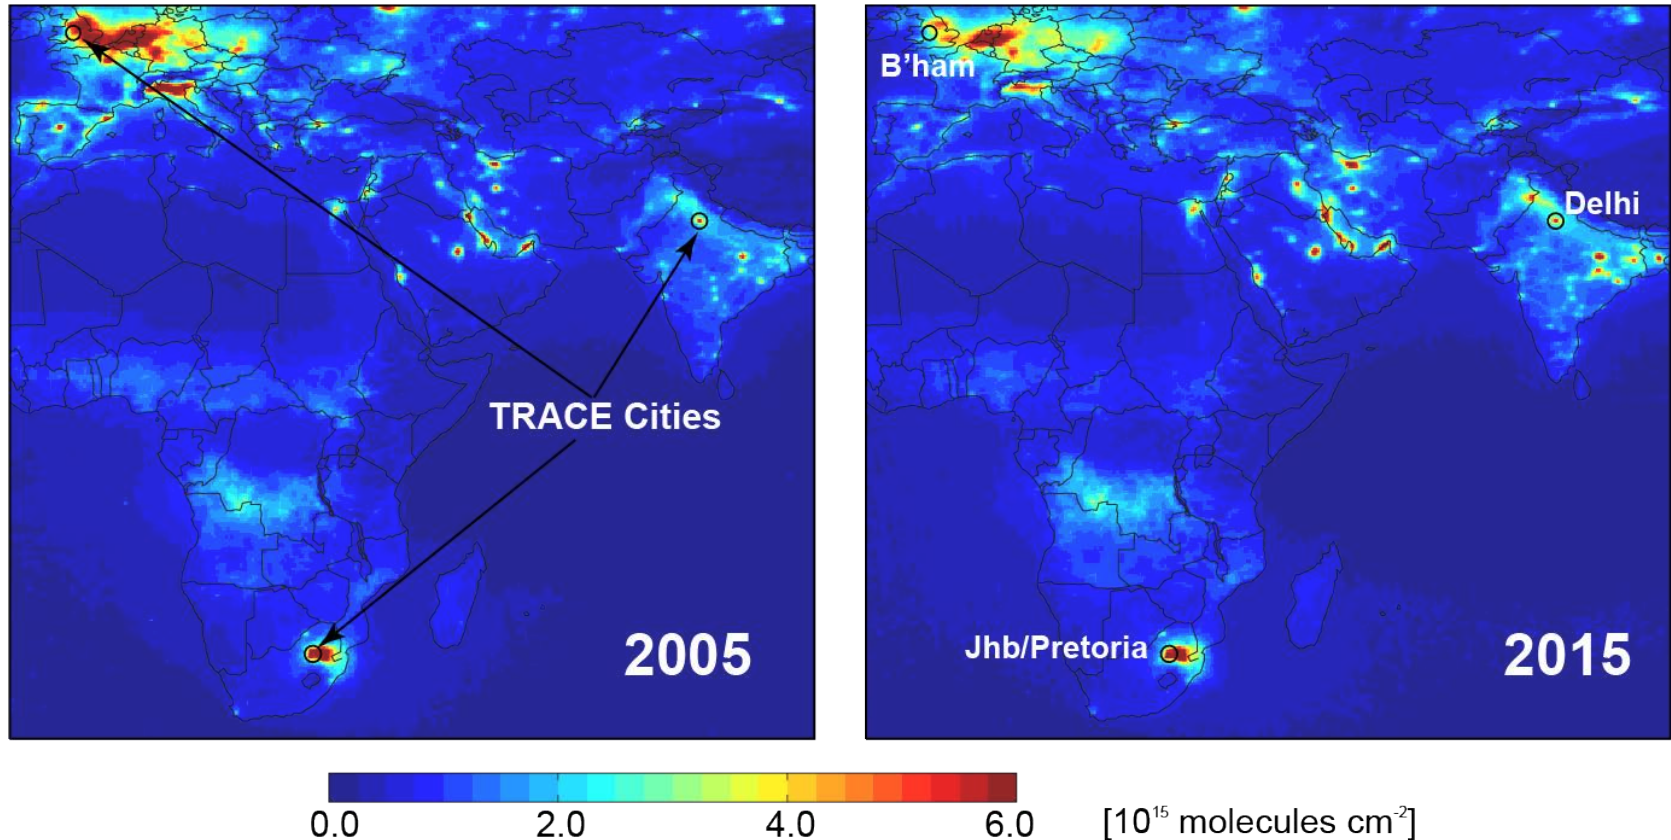 B'ham
Delhi
TRACE Cities
Jhb/Pretoria
2005
2015
0.0 2.0 4.0 6.0 [10¹⁵ molecules cm⁻²]